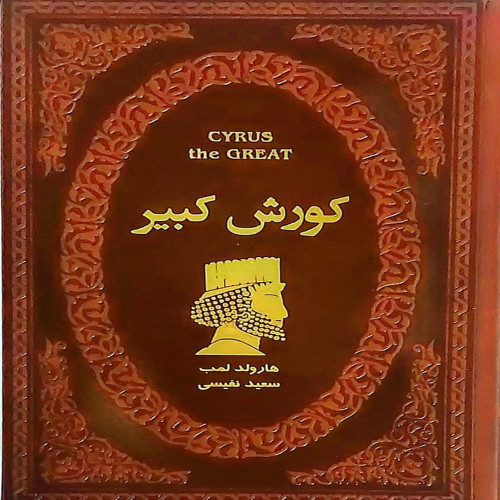 CYRUS
the GREAT
کورش کبیر
هارولد لمب
سعید نفیسی